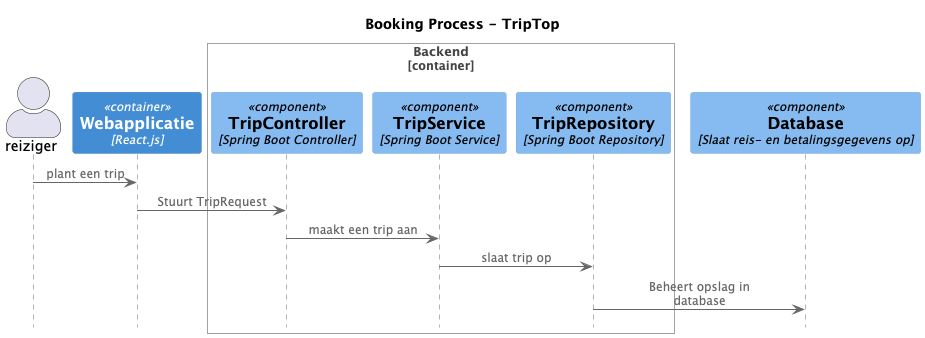 Booking Process - TripTop
Backend
[container]
reiziger
«container»
Webapplicatie
[React.js]
«component»
TripController
[Spring Boot Controller]
«component»
TripService
[Spring Boot Service]
«component»
TripRepository
[Spring Boot Repository]
«component»
Database
[Slaat reis- en betalingsgegevens op]
plant een trip
Stuurt TripRequest
maakt een trip aan
slaat trip op
Beheert opslag in
database